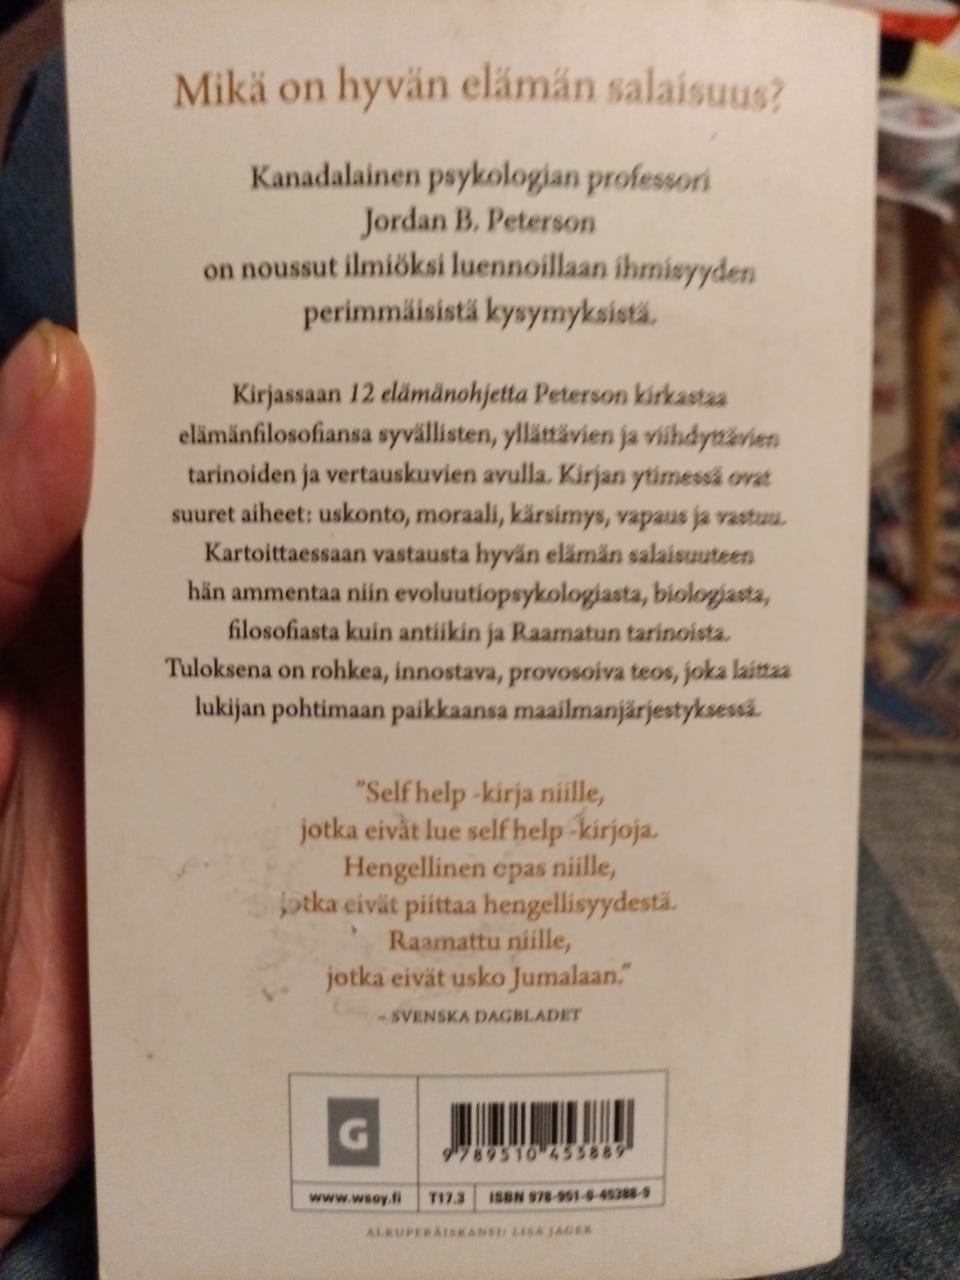 Mikä on hyvän elämän salaisuus?
Kanadalainen psykologian professori
Jordan B. Peterson
on noussut ilmiöksi luennoillaan ihmisyyden
perimmäisistä kysymyksistä.
Kirjassaan 12 elämänohjetta Peterson kirkastaa
elämänfilosofiansa syvällisten, yllättävien ja viihdyttävien
tarinoiden ja vertauskuvien avulla. Kirjan ytimessä ovat
suuret aiheet: uskonto, moraali, kärsimys, vapaus ja vastuu.
Kartoittaessaan vastausta hyvän elämän salaisuuteen
hän ammentaa niin evoluutiopsykologiasta, biologiasta,
filosofiasta kuin antiikin ja Raamatun tarinoista.
Tuloksena on rohkea, innostava, provosoiva teos, joka laittaa
lukijan pohtimaan paikkaansa maailmanjärjestyksessä.
”Self help -kirja niille,
jotka eivät lue self help -kirjoja.
Hengellinen opas niille,
jotka eivät piittaa hengellisyydestä.
Raamattu niille,
jotka eivät usko Jumalaan.”
– SVENSKA DAGBLADET
G
9 789510 453889
www.wsoy.fi T17.3 ISBN 978-951-0-45388-9
ALKUPERÄISKANSI: LISA JAGER